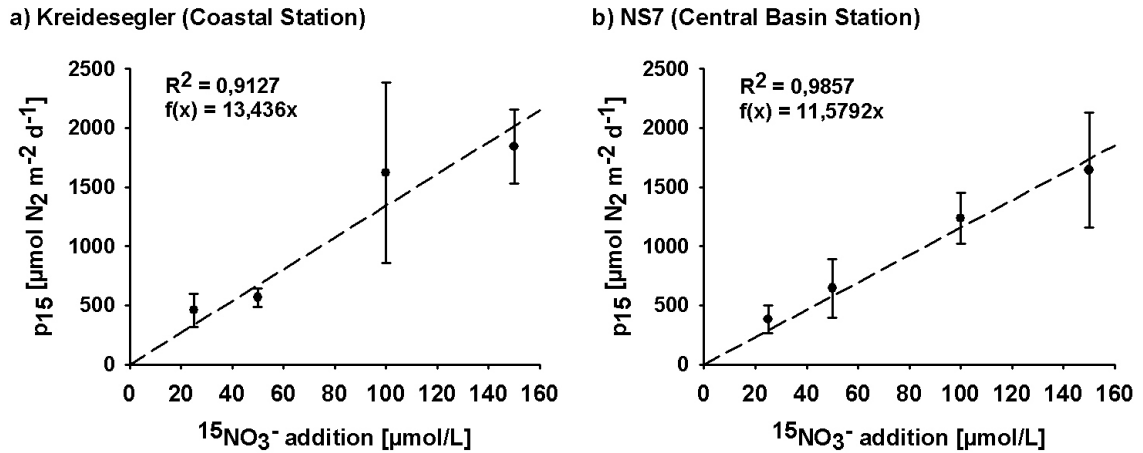 a) Kreidesegler (Coastal Station)
2500
2000
1500
1000
500
0
p15 [µmol N2 m-2 d-1]
R2 = 0,9127
f(x) = 13,436x
0 20 40 60 80 100 120 140 160
15NO3- addition [µmol/L]
b) NS7 (Central Basin Station)
2500
2000
1500
1000
500
0
p15 [µmol N2 m-2 d-1]
R2 = 0,9857
f(x) = 11,5792x
0 20 40 60 80 100 120 140 160
15NO3- addition [µmol/L]